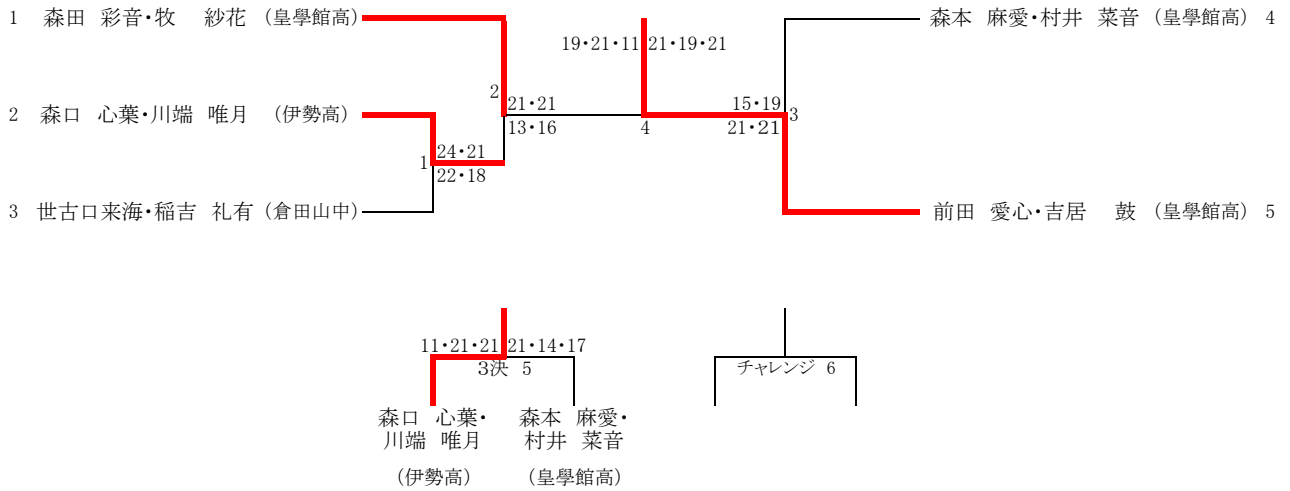 1 森田 彩音・牧 紗花 (皇學館高)
森本 麻愛・村井 菜音 (皇學館高) 4
19・21・11 21・19・21
2
21・21
15・19
3
2 森口 心葉・川端 唯月 (伊勢高)
13・16
4
21・21
1
24・21
22・18
3 世古口来海・稲吉 礼有 (倉田山中)
前田 愛心・吉居 鼓 (皇學館高) 5
11・21・21 21・14・17
3決 5
チャレンジ 6
森口 心葉・
川端 唯月
(伊勢高)
森本 麻愛・
村井 菜音
(皇學館高)